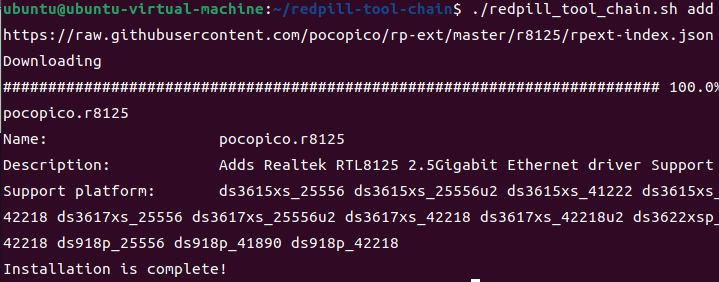 ubuntu@ubuntu-virtual-machine:~/redpill-tool-chain$ ./redpill_tool_chain.sh add
https://raw.githubusercontent.com/pocopico/rp-ext/master/r8125/rpext-index.json
Downloading
######################################################################## 100.0%
pocopico.r8125
Name:           pocopico.r8125
Description:    Adds Realtek RTL8125 2.5Gigabit Ethernet driver Support
Support platform:       ds3615xs_25556 ds3615xs_25556u2 ds3615xs_41222 ds3615xs_
42218 ds3617xs_25556 ds3617xs_25556u2 ds3617xs_42218 ds3617xs_42218u2 ds3622xsp_
42218 ds918p_25556 ds918p_41890 ds918p_42218
Installation is complete!